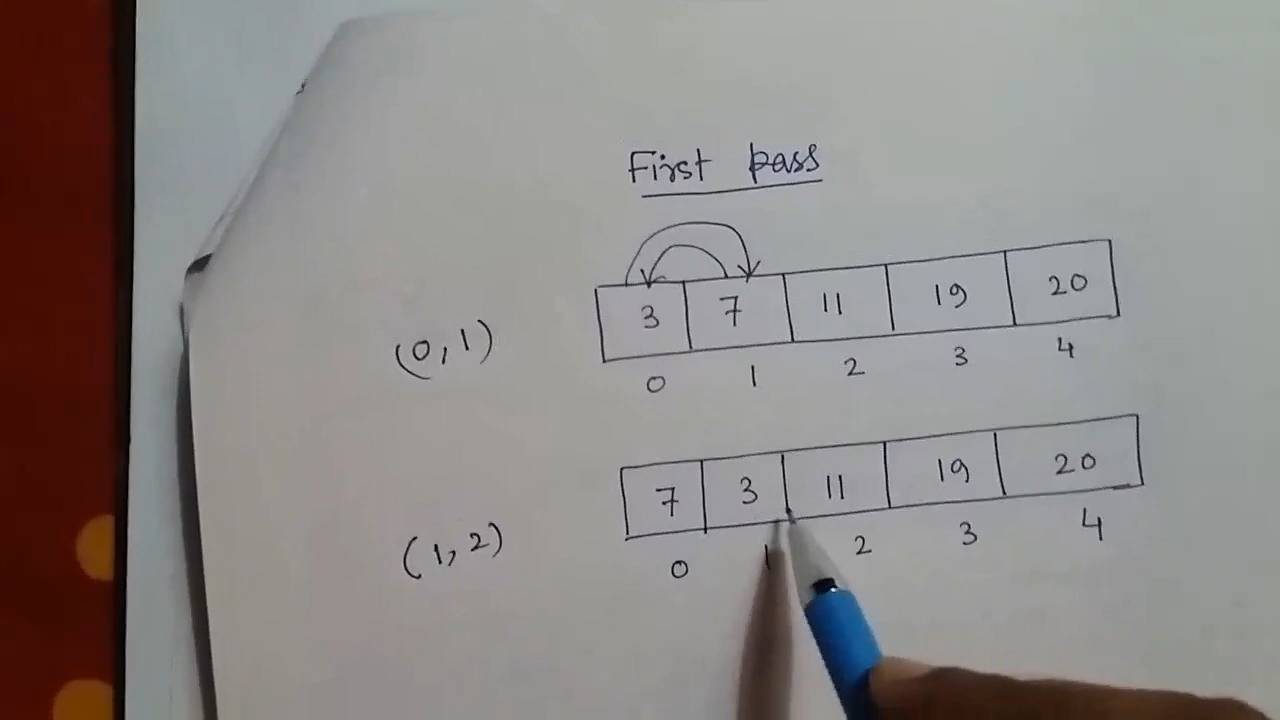 First pass
(0,1) 3 7 11 19 20
0 1 2 3 4
(1,2) 7 3 11 19 20
0 1 2 3 4